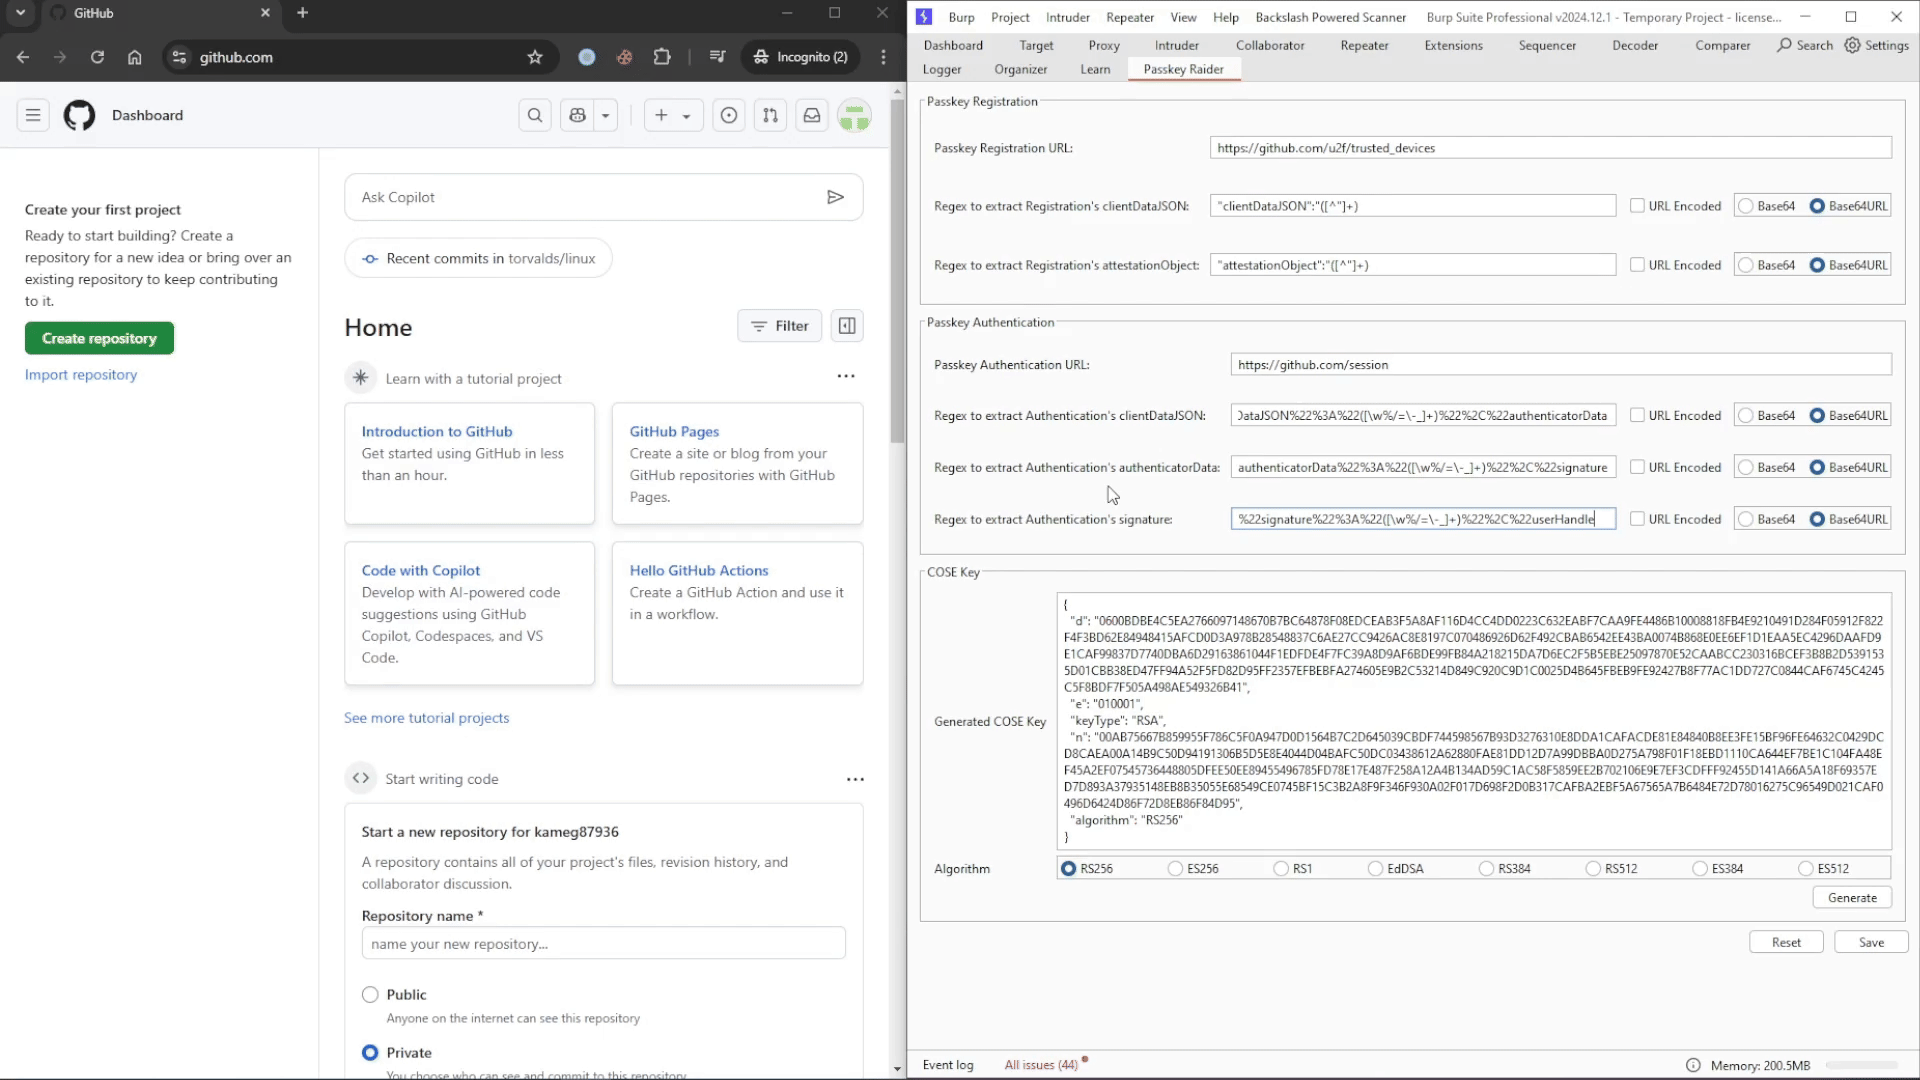 GitHub
github.com
Incognito (2)
Dashboard
Create your first project
Ready to start building? Create a
repository for a new idea or bring over an
existing repository to keep contributing
to it.
Create repository
Import repository
Ask Copilot
Recent commits in torvalds/linux
Home
Filter
Learn with a tutorial project
Introduction to GitHub
Get started using GitHub in less
than an hour.
GitHub Pages
Create a site or blog from your
GitHub repositories with GitHub
Pages.
Code with Copilot
Develop with AI-powered code
suggestions using GitHub
Copilot, Codespaces, and VS
Code.
Hello GitHub Actions
Create a GitHub Action and use it
in a workflow.
See more tutorial projects
Start writing code
Start a new repository for kameg87936
A repository contains all of your project's files, revision history, and
collaborator discussion.
Repository name *
name your new repository...
Public
Anyone on the internet can see this repository
Private
You choose who can see and commit to this repository
Burp Project Intruder Repeater View Help Backslash Powered Scanner Burp Suite Professional v2024.12.1 - Temporary Project - license...
Dashboard Target Proxy Intruder Collaborator Repeater Extensions Sequencer Decoder Comparer Search Settings
Logger Organizer Learn Passkey Raider
Passkey Registration
Passkey Registration URL: https://github.com/u2f/trusted_devices
Regex to extract Registration's clientDataJSON: "clientDataJSON":"([^"]+) URL Encoded Base64 Base64URL
Regex to extract Registration's attestationObject: "attestationObject":"([^"]+) URL Encoded Base64 Base64URL
Passkey Authentication
Passkey Authentication URL: https://github.com/session
Regex to extract Authentication's clientDataJSON: DataJSON%22%3A%22([\w%/=\-_]+)%22%2C%22authenticatorData URL Encoded Base64 Base64URL
Regex to extract Authentication's authenticatorData: authenticatorData%22%3A%22([\w%/=\-_]+)%22%2C%22signature URL Encoded Base64 Base64URL
Regex to extract Authentication's signature: %22signature%22%3A%22([\w%/=\-_]+)%22%2C%22userHandle URL Encoded Base64 Base64URL
COSE Key
Generated COSE Key
{
"d":
"e": "010001",
"keyType": "RSA",
"n":
"algorithm": "RS256"
}
Algorithm RS256 ES256 RS1 EdDSA RS384 RS512 ES384 ES512
Generate
Reset Save
Event log All issues (44) Memory: 200.5MB